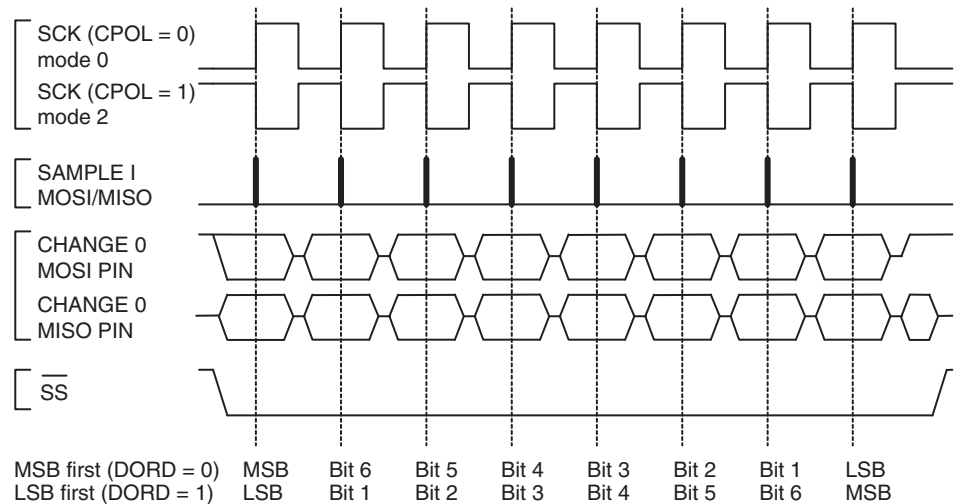 SCK (CPOL = 0)
mode 0
SCK (CPOL = 1)
mode 2
SAMPLE I
MOSI/MISO
CHANGE 0
MOSI PIN
CHANGE 0
MISO PIN
SS
MSB first (DORD = 0) MSB Bit 6 Bit 5 Bit 4 Bit 3 Bit 2 Bit 1 LSB
LSB first (DORD = 1) LSB Bit 1 Bit 2 Bit 3 Bit 4 Bit 5 Bit 6 MSB